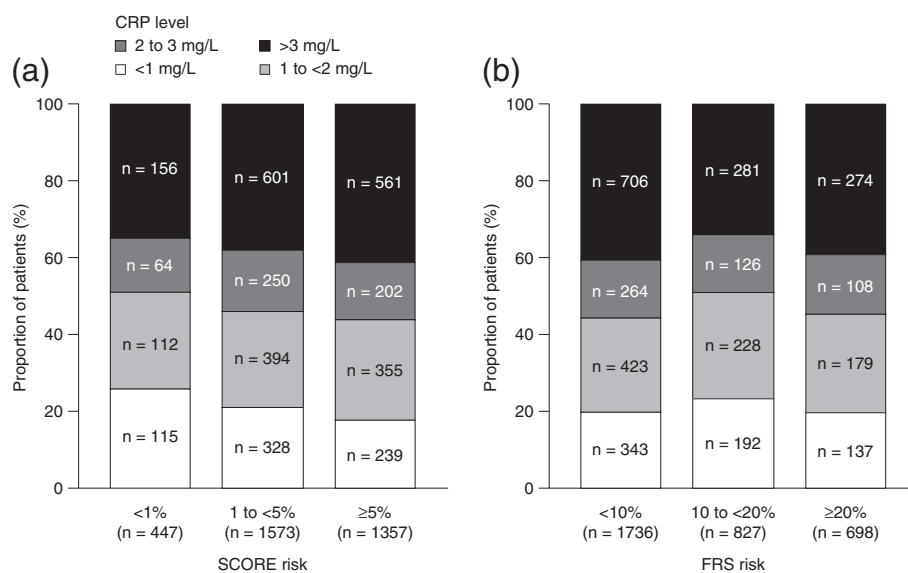 CRP level
2 to 3 mg/L >3 mg/L
<1 mg/L 1 to <2 mg/L
(a)
Proportion of patients (%)
100
80
60
40
20
0
n = 156
n = 64
n = 112
n = 115
n = 601
n = 250
n = 394
n = 328
n = 561
n = 202
n = 355
n = 239
<1% 1 to <5% ≥5%
(n = 447) (n = 1573) (n = 1357)
SCORE risk
(b)
Proportion of patients (%)
100
80
60
40
20
0
n = 706
n = 264
n = 423
n = 343
n = 281
n = 126
n = 228
n = 192
n = 274
n = 108
n = 179
n = 137
<10% 10 to <20% ≥20%
(n = 1736) (n = 827) (n = 698)
FRS risk